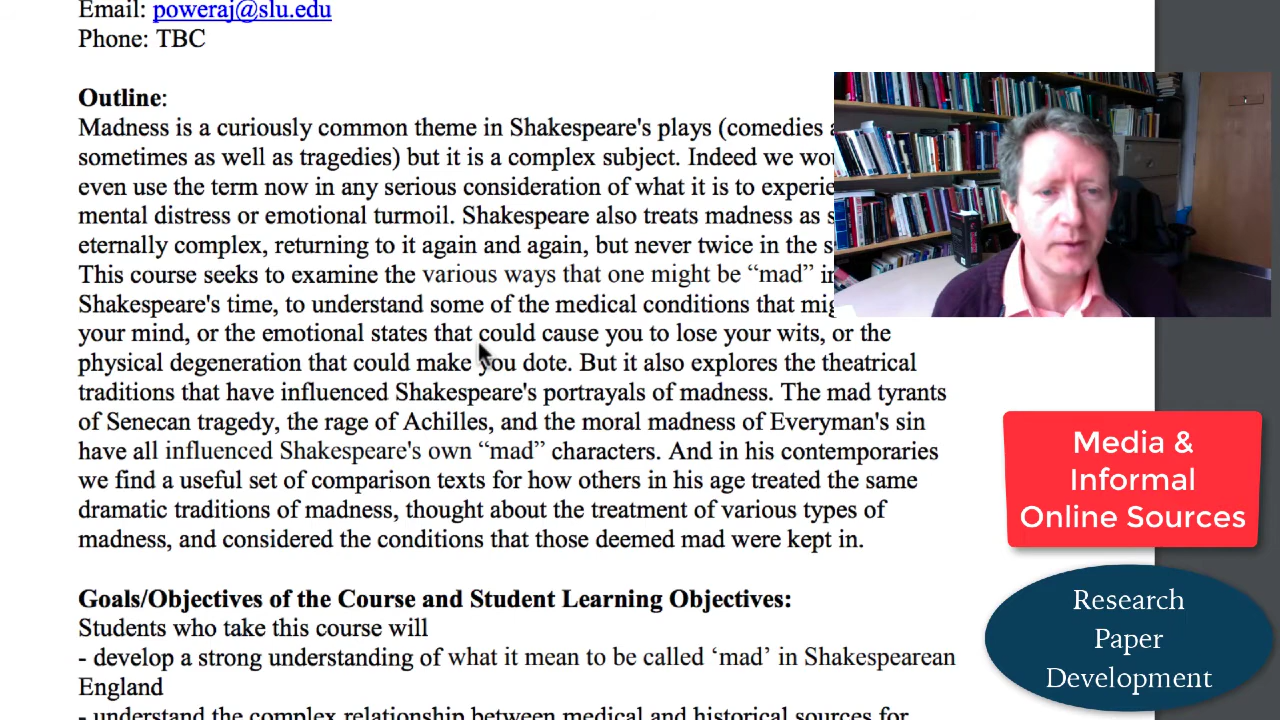 Email: poweraj@slu.edu
Phone: TBC
Outline:
Madness is a curiously common theme in Shakespeare's plays (comedies
sometimes as well as tragedies) but it is a complex subject. Indeed we
even use the term now in any serious consideration of what it is to
mental distress or emotional turmoil. Shakespeare also treats madness as
eternally complex, returning to it again and again, but never twice in the
This course seeks to examine the various ways that one might be “mad” in
Shakespeare's time, to understand some of the medical conditions that
your mind, or the emotional states that could cause you to lose your wits, or the
physical degeneration that could make you dote. But it also explores the theatrical
traditions that have influenced Shakespeare's portrayals of madness. The mad tyrants
of Senecan tragedy, the rage of Achilles, and the moral madness of Everyman's sin
have all influenced Shakespeare's own “mad” characters. And in his contemporaries
we find a useful set of comparison texts for how others in his age treated the same
dramatic traditions of madness, thought about the treatment of various types of
madness, and considered the conditions that those deemed mad were kept in.
Goals/Objectives of the Course and Student Learning Objectives:
Students who take this course will
- develop a strong understanding of what it mean to be called ‘mad’ in Shakespearean
England
- understand the complex relationship between medical and historical sources for
Media &
Informal
Online Sources
Research
Paper
Development